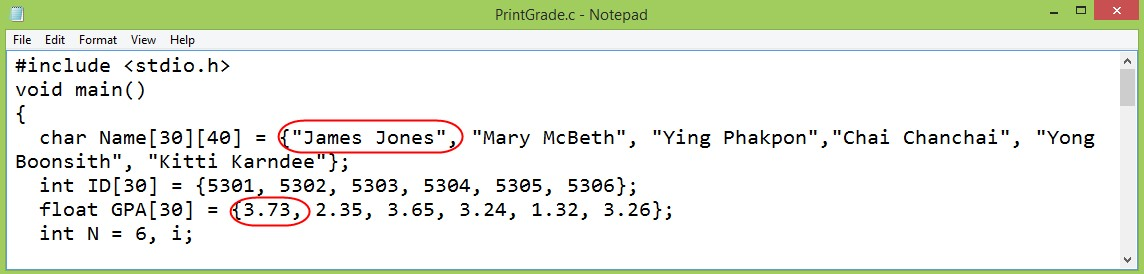 PrintGrade.c - Notepad
File Edit Format View Help
#include <stdio.h>
void main()
{
  char Name[30][40] = {"James Jones", "Mary McBeth", "Ying Phakpon","Chai Chanchai", "Yong
Boonsith", "Kitti Karndee"};
  int ID[30] = {5301, 5302, 5303, 5304, 5305, 5306};
  float GPA[30] = {3.73, 2.35, 3.65, 3.24, 1.32, 3.26};
  int N = 6, i;